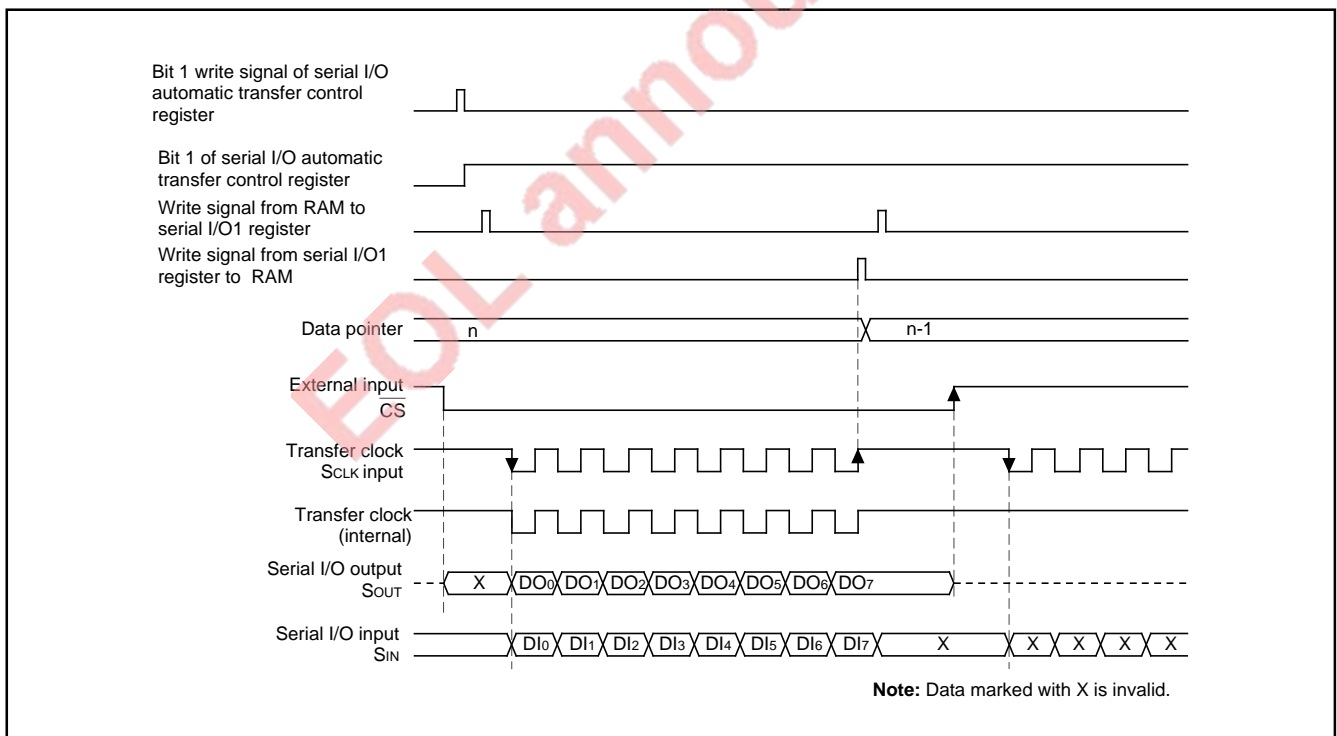 EOL annou
Bit 1 write signal of serial I/O
automatic transfer control
register
Bit 1 of serial I/O automatic
transfer control register
Write signal from RAM to
serial I/O1 register
Write signal from serial I/O1
register to RAM
Data pointer
n
n-1
External input
CS
Transfer clock
SCLK input
Transfer clock
(internal)
Serial I/O output
SOUT
X DO0 DO1 DO2 DO3 DO4 DO5 DO6 DO7
Serial I/O input
SIN
DI0 DI1 DI2 DI3 DI4 DI5 DI6 DI7 X X X X X
Note: Data marked with X is invalid.